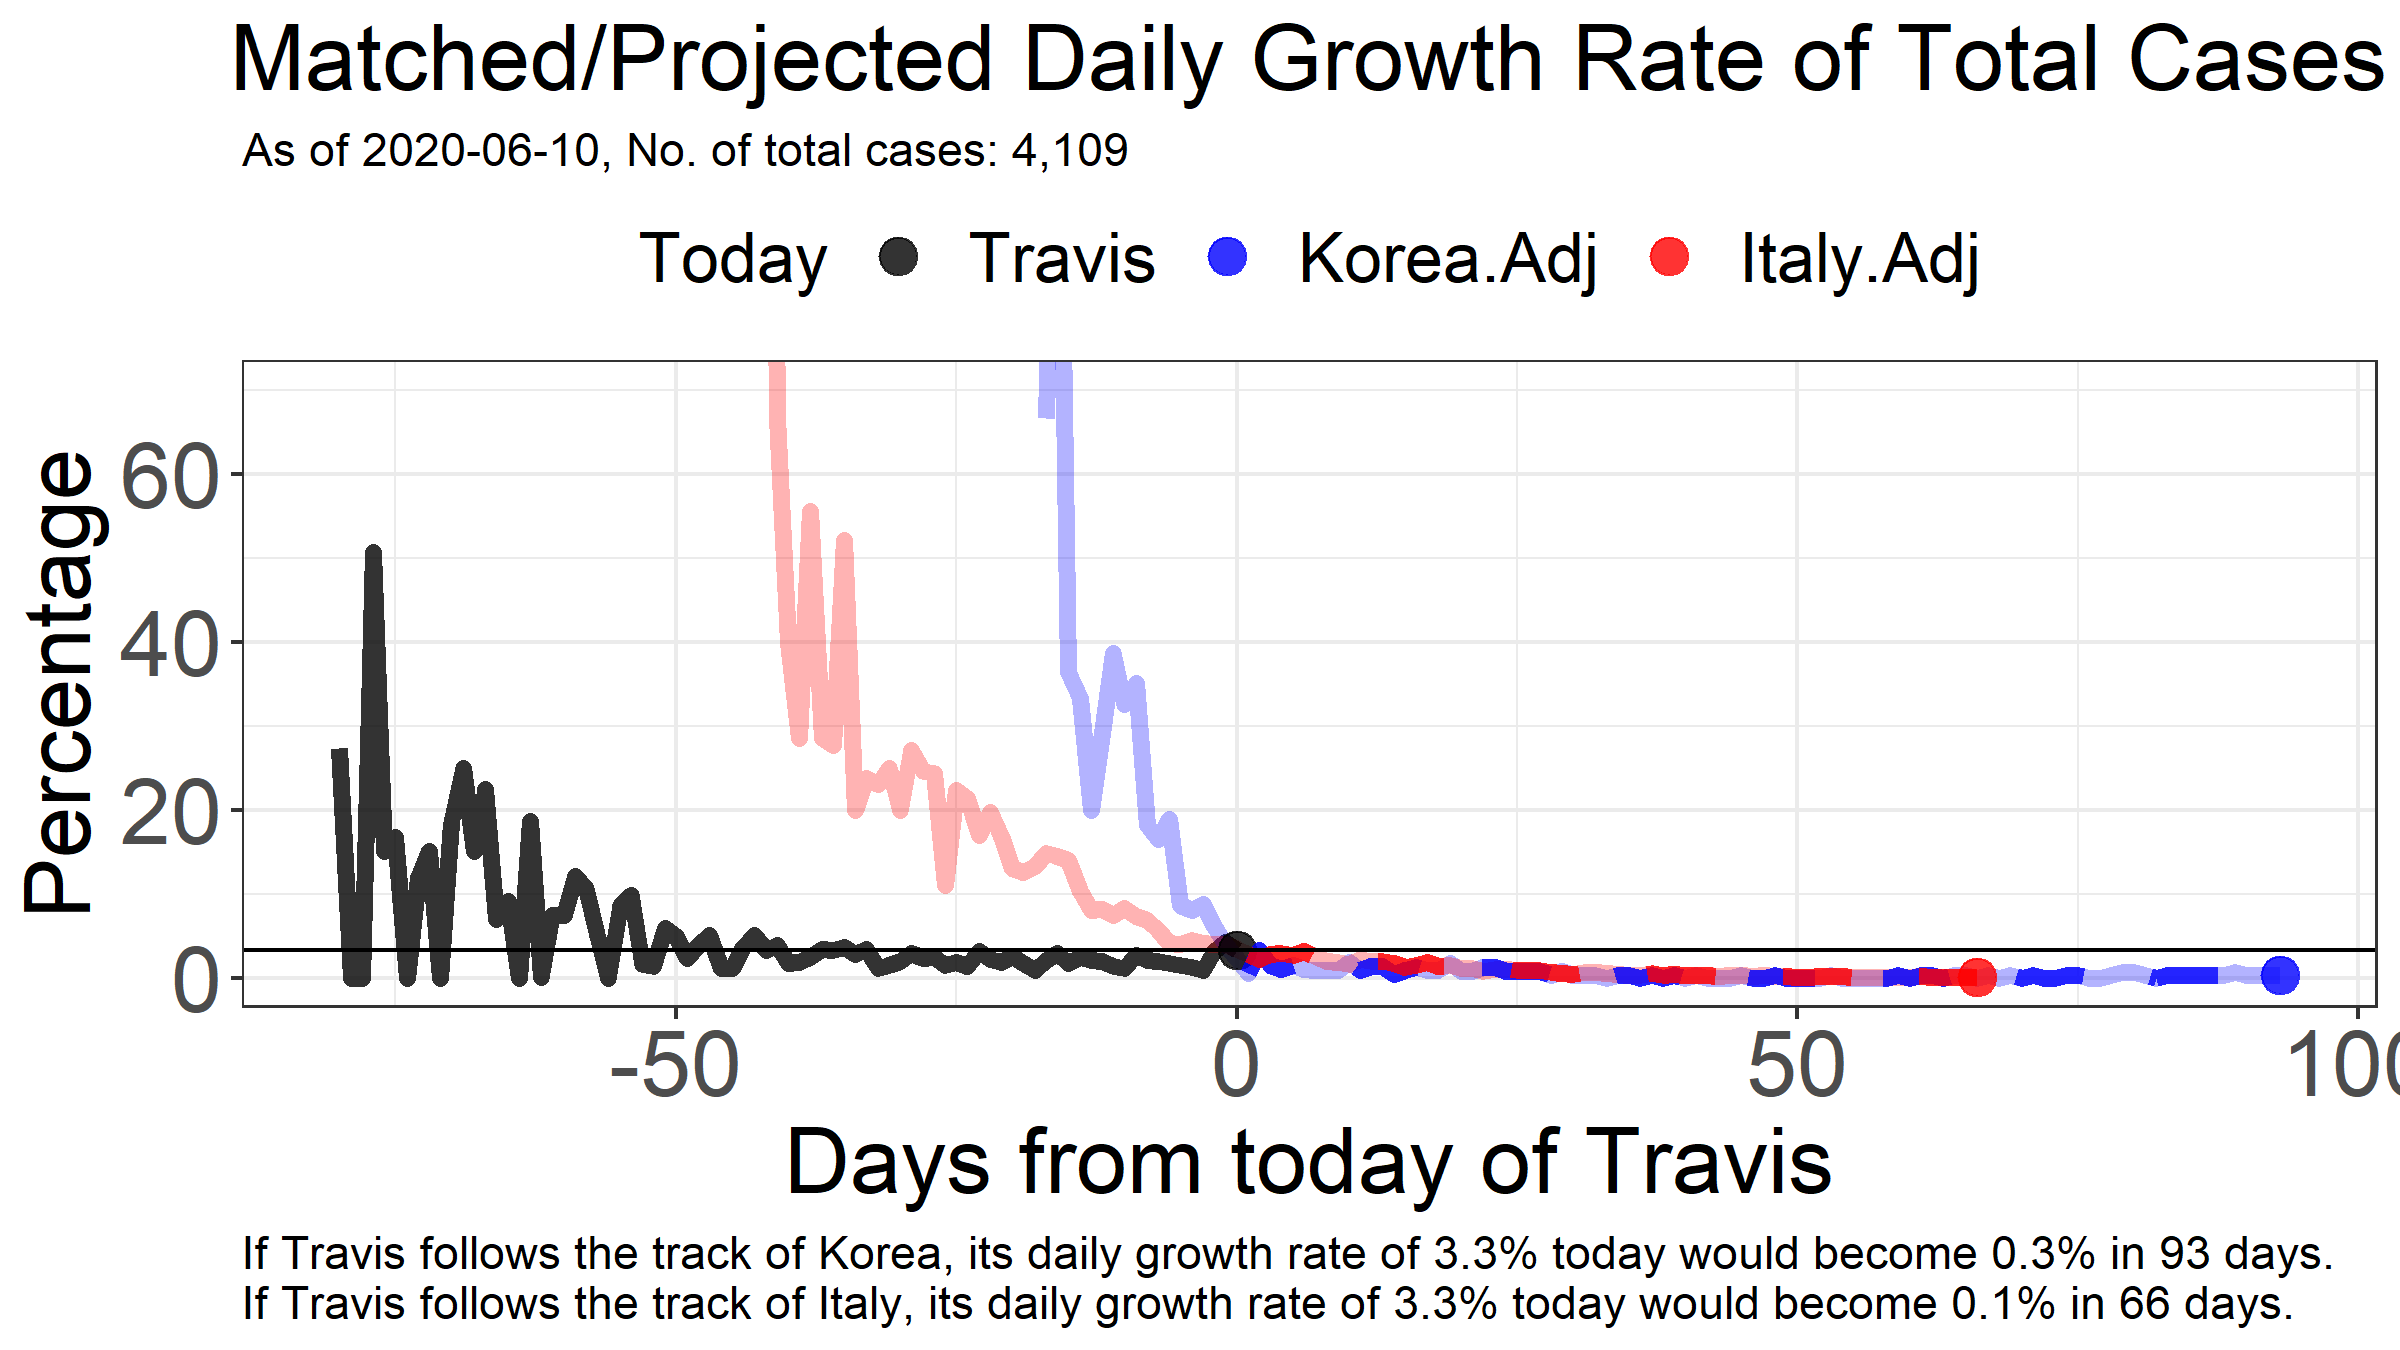 Matched/Projected Daily Growth Rate of Total Cases
As of 2020-06-10, No. of total cases: 4,109
Today Travis Korea.Adj Italy.Adj
Percentage
60
40
20
0
-50 0 50 100
Days from today of Travis
If Travis follows the track of Korea, its daily growth rate of 3.3% today would become 0.3% in 93 days.
If Travis follows the track of Italy, its daily growth rate of 3.3% today would become 0.1% in 66 days.